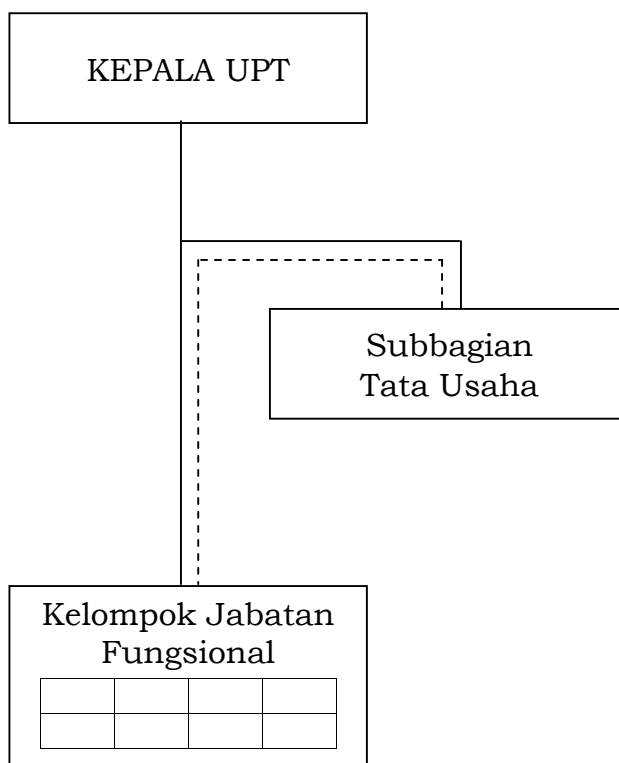 KEPALA UPT
Subbagian
Tata Usaha
Kelompok Jabatan
Fungsional